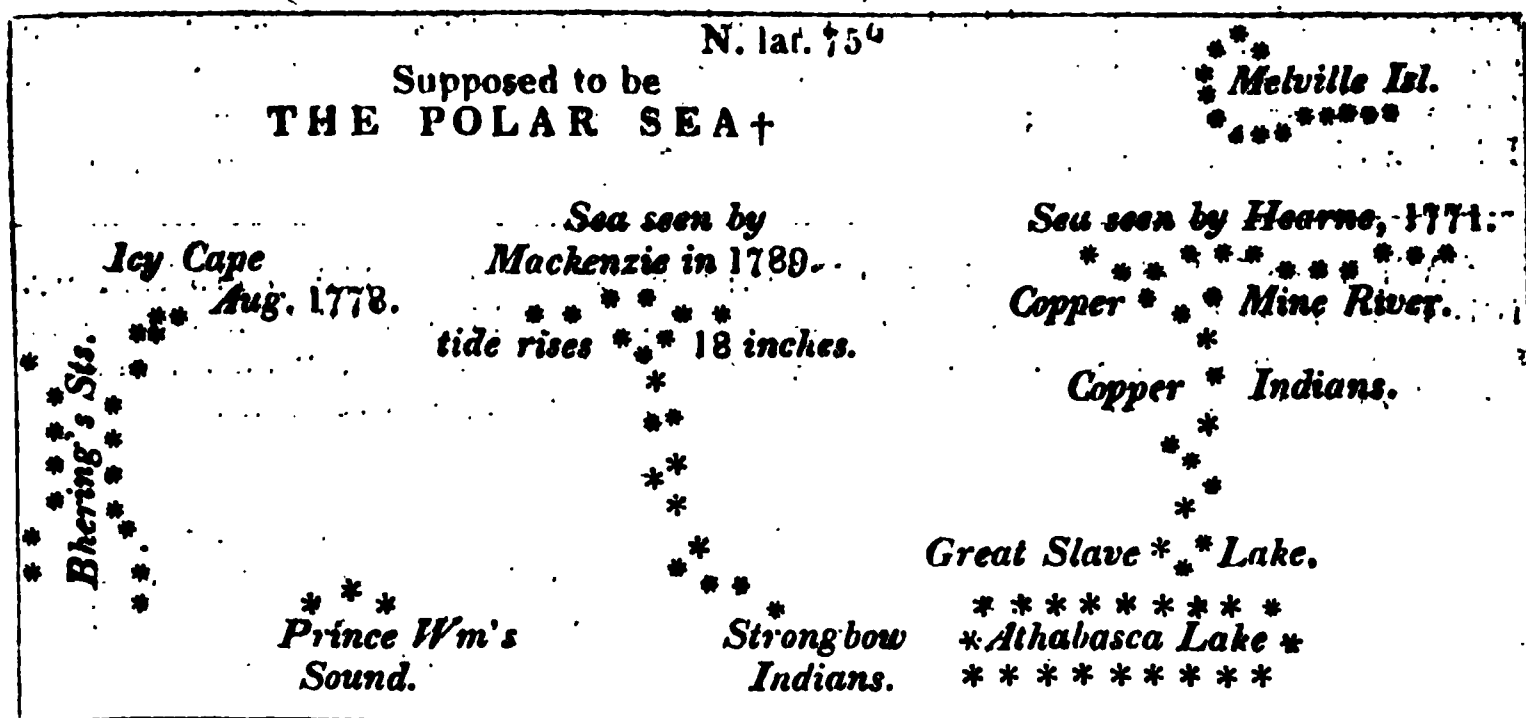 N. lat. 75°
Supposed to be
THE POLAR SEA†
Melville Isl.
Sea seen by
Mackenzie in 1789.
Sea seen by Hearne, 1771.
Icy Cape
Aug. 1778.
Copper Mine River.
tide rises 18 inches.
Bhering's Sts.
Copper Indians.
Great Slave Lake.
Prince Wm's
Sound.
Strongbow
Indians.
Athabasca Lake